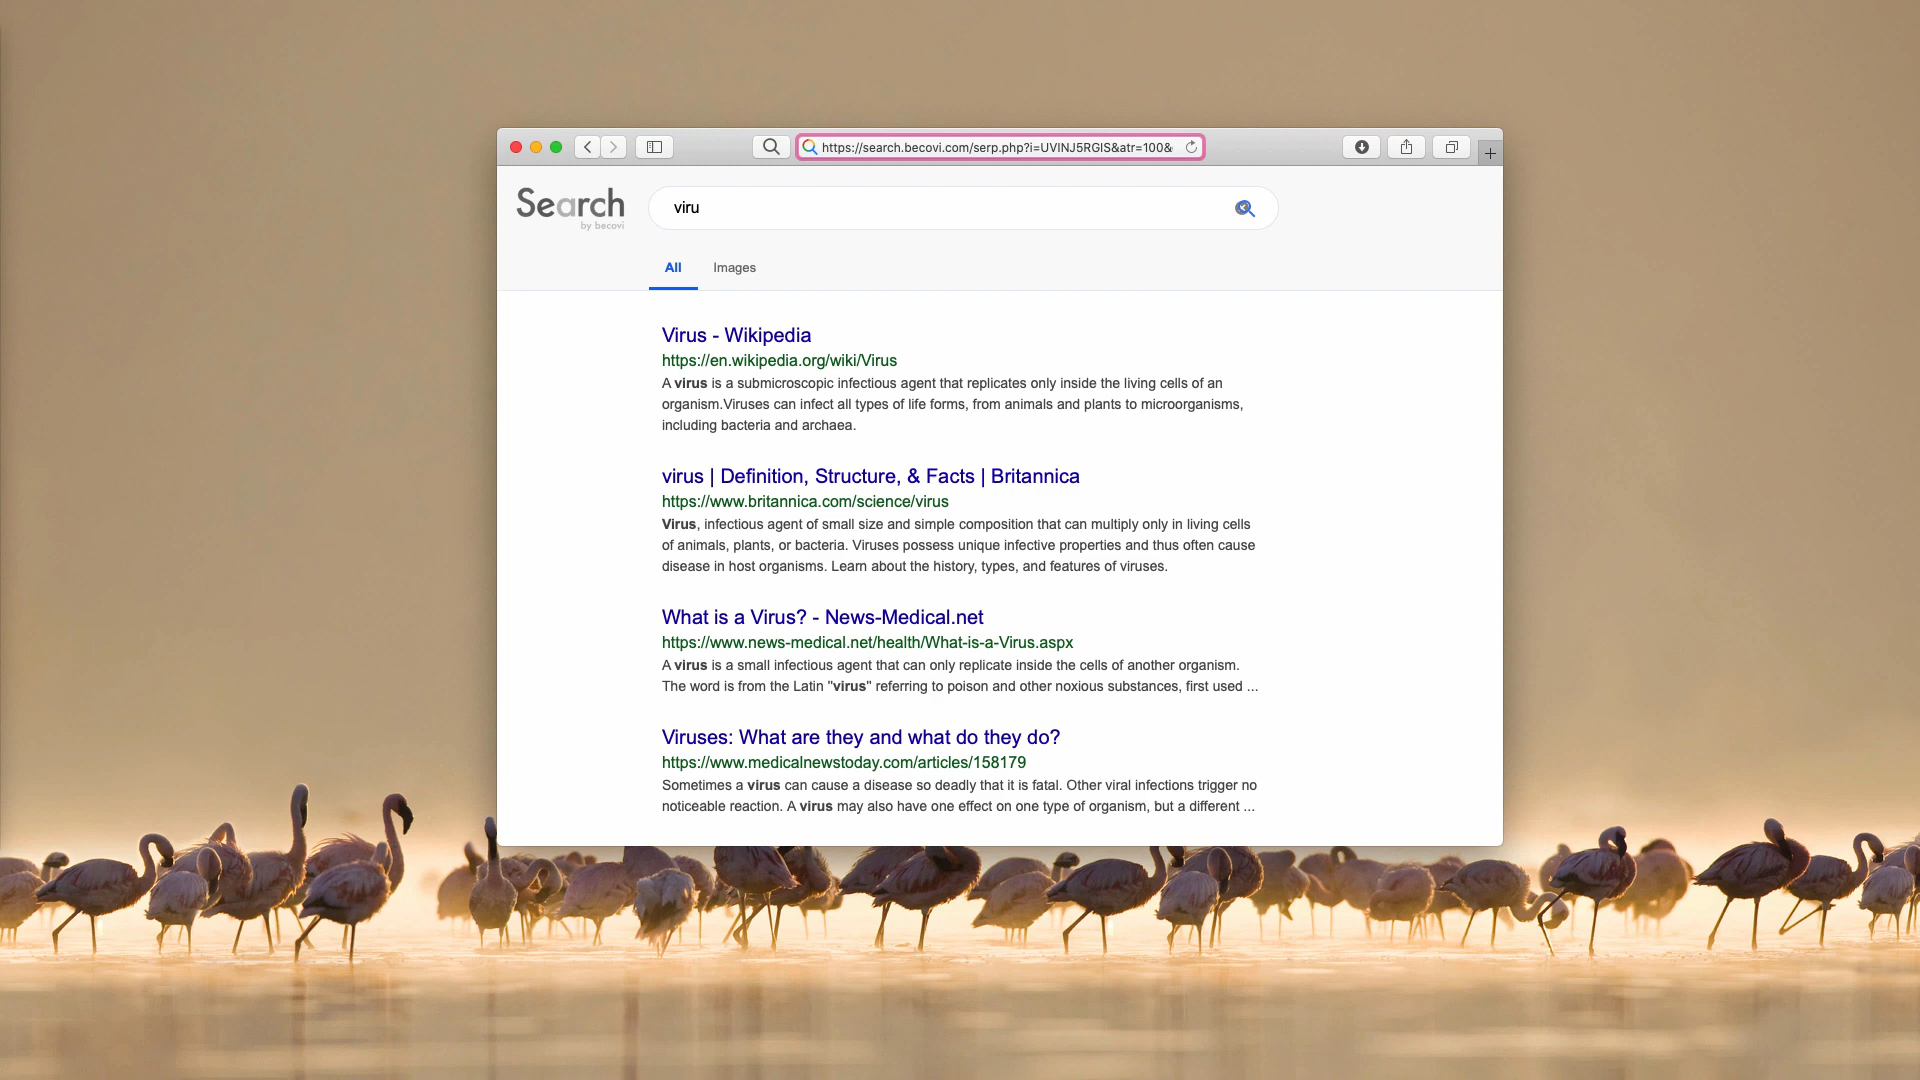 https://search.becovi.com/serp.php?i=UVINJ5RGIS&atr=100&
Search
by becovi
viru
All Images
Virus - Wikipedia
https://en.wikipedia.org/wiki/Virus
A virus is a submicroscopic infectious agent that replicates only inside the living cells of an
organism.Viruses can infect all types of life forms, from animals and plants to microorganisms,
including bacteria and archaea.
virus | Definition, Structure, & Facts | Britannica
https://www.britannica.com/science/virus
Virus, infectious agent of small size and simple composition that can multiply only in living cells
of animals, plants, or bacteria. Viruses possess unique infective properties and thus often cause
disease in host organisms. Learn about the history, types, and features of viruses.
What is a Virus? - News-Medical.net
https://www.news-medical.net/health/What-is-a-Virus.aspx
A virus is a small infectious agent that can only replicate inside the cells of another organism.
The word is from the Latin "virus" referring to poison and other noxious substances, first used ...
Viruses: What are they and what do they do?
https://www.medicalnewstoday.com/articles/158179
Sometimes a virus can cause a disease so deadly that it is fatal. Other viral infections trigger no
noticeable reaction. A virus may also have one effect on one type of organism, but a different ...